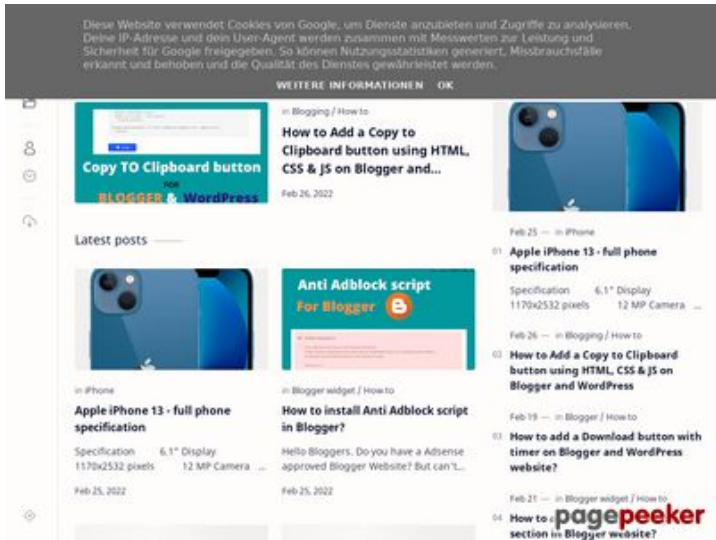 Diese Website verwendet Cookies von Google, um Dienste anzubieten und Zugriffe zu analysieren.
Deine IP-Adresse und dein User-Agent werden zusammen mit Messwerten zur Leistung und
Sicherheit für Google freigegeben. So können Nutzungsstatistiken generiert, Missbrauchsfälle
erkannt und behoben und die Qualität des Dienstes gewährleistet werden.
WEITERE INFORMATIONEN OK
Copy TO Clipboard button
FOR
BLOGGER & WordPress
in Blogging / How to
How to Add a Copy to
Clipboard button using HTML,
CSS & JS on Blogger and...
Feb 26, 2022
Latest posts
in iPhone
Apple iPhone 13 - full phone
specification
Specification 6.1" Display
1170x2532 pixels 12 MP Camera ...
Feb 25, 2022
Anti Adblock script
For Blogger
in Blogger widget / How to
How to install Anti Adblock script
in Blogger?
Hello Bloggers. Do you have a Adsense
approved Blogger Website? But can't...
Feb 25, 2022
Feb 25 — in iPhone
01 Apple iPhone 13 - full phone
specification
Specification 6.1" Display
1170x2532 pixels 12 MP Camera ...
Feb 26 — in Blogging / How to
02 How to Add a Copy to Clipboard
button using HTML, CSS & JS on
Blogger and WordPress
Feb 19 — in Blogger / How to
03 How to add a Download button with
timer on Blogger and WordPress
website?
Feb 21 — in Blogger widget / How to
04 How to
section in Blogger website?
pagepeeker